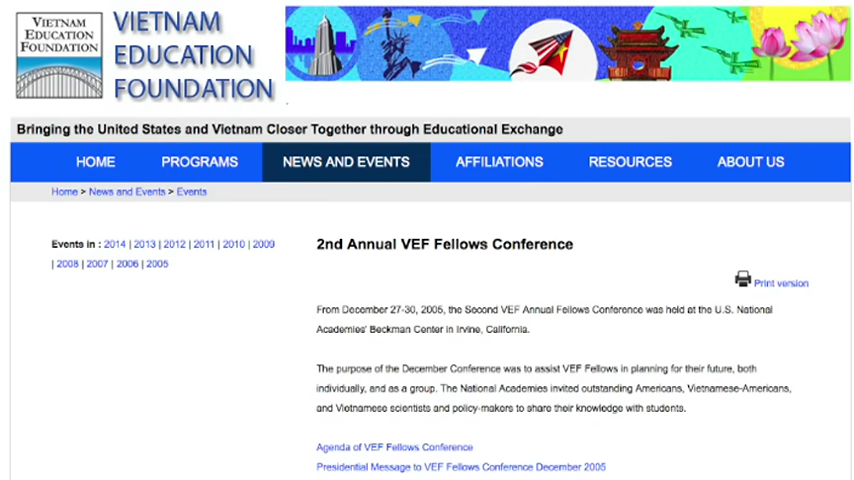 VIETNAM
EDUCATION
FOUNDATION
VIETNAM
EDUCATION
FOUNDATION
Bringing the United States and Vietnam Closer Together through Educational Exchange
HOME PROGRAMS NEWS AND EVENTS AFFILIATIONS RESOURCES ABOUT US
Home > News and Events > Events
Events in : 2014 | 2013 | 2012 | 2011 | 2010 | 2009
| 2008 | 2007 | 2006 | 2005
2nd Annual VEF Fellows Conference
Print version
From December 27-30, 2005, the Second VEF Annual Fellows Conference was held at the U.S. National
Academies' Beckman Center in Irvine, California.
The purpose of the December Conference was to assist VEF Fellows in planning for their future, both
individually, and as a group. The National Academies invited outstanding Americans, Vietnamese-Americans,
and Vietnamese scientists and policy-makers to share their knowledge with students.
Agenda of VEF Fellows Conference
Presidential Message to VEF Fellows Conference December 2005